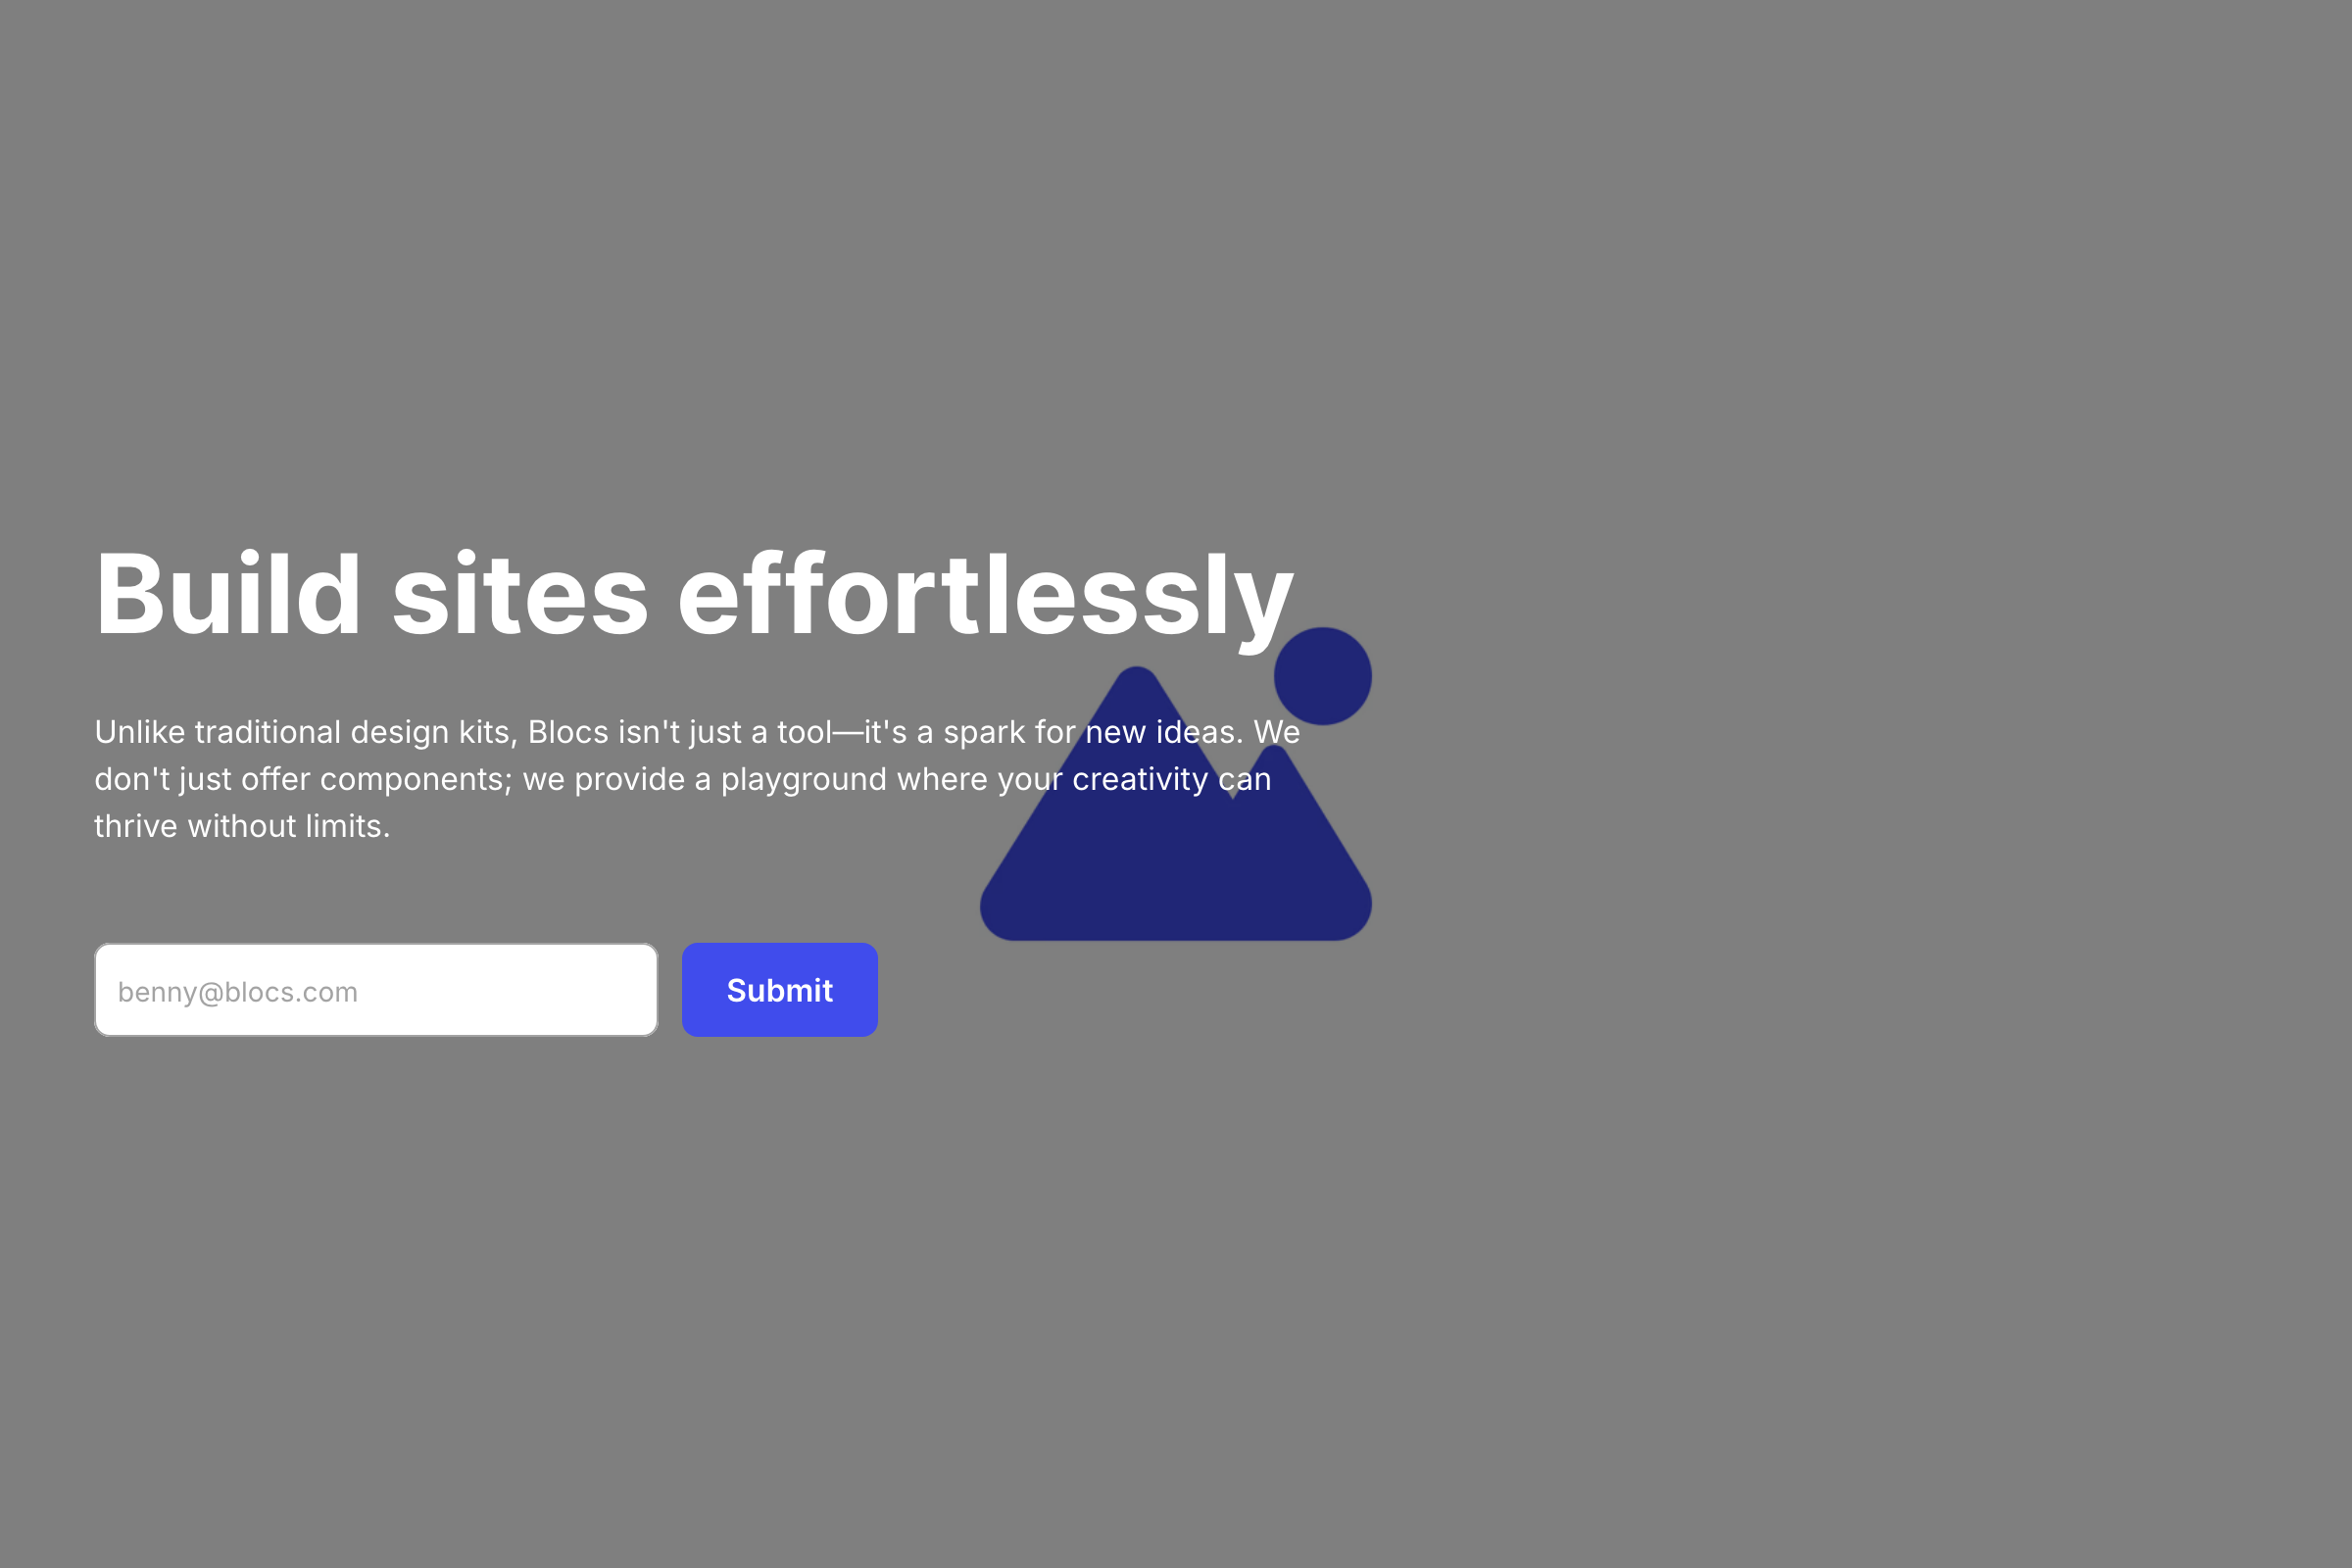 Build sites effortlessly
Unlike traditional design kits, Blocs isn't just a tool—it's a spark for new ideas. We
don't just offer components; we provide a playground where your creativity can
thrive without limits.
benny@blocs.com
Submit